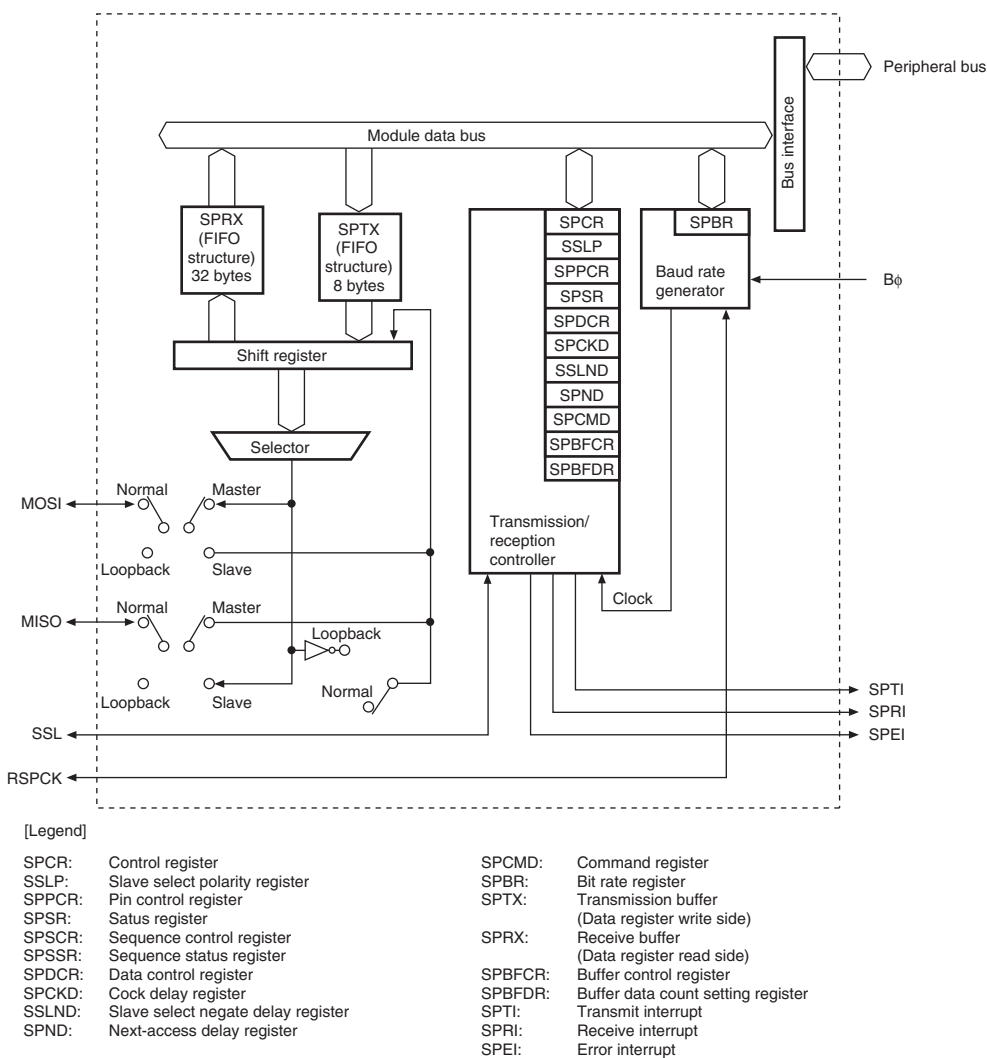 Peripheral bus
Bus interface
Module data bus
SPRX
(FIFO
structure)
32 bytes
SPTX
(FIFO
structure)
8 bytes
SPCR
SSLP
SPPCR
SPSR
SPDCR
SPCKD
SSLND
SPND
SPCMD
SPBFCR
SPBFDR
SPBR
Baud rate
generator
Bφ
Shift register
Selector
MOSI
Normal
Master
Loopback
Slave
Transmission/
reception
controller
Clock
MISO
Normal
Master
Loopback
Loopback
Slave
Normal
SSL
RSPCK
SPTI
SPRI
SPEI
[Legend]
SPCR: Control register
SSLP: Slave select polarity register
SPPCR: Pin control register
SPSR: Satus register
SPSCR: Sequence control register
SPSSR: Sequence status register
SPDCR: Data control register
SPCKD: Cock delay register
SSLND: Slave select negate delay register
SPND: Next-access delay register
SPCMD: Command register
SPBR: Bit rate register
SPTX: Transmission buffer
(Data register write side)
SPRX: Receive buffer
(Data register read side)
SPBFCR: Buffer control register
SPBFDR: Buffer data count setting register
SPTI: Transmit interrupt
SPRI: Receive interrupt
SPEI: Error interrupt